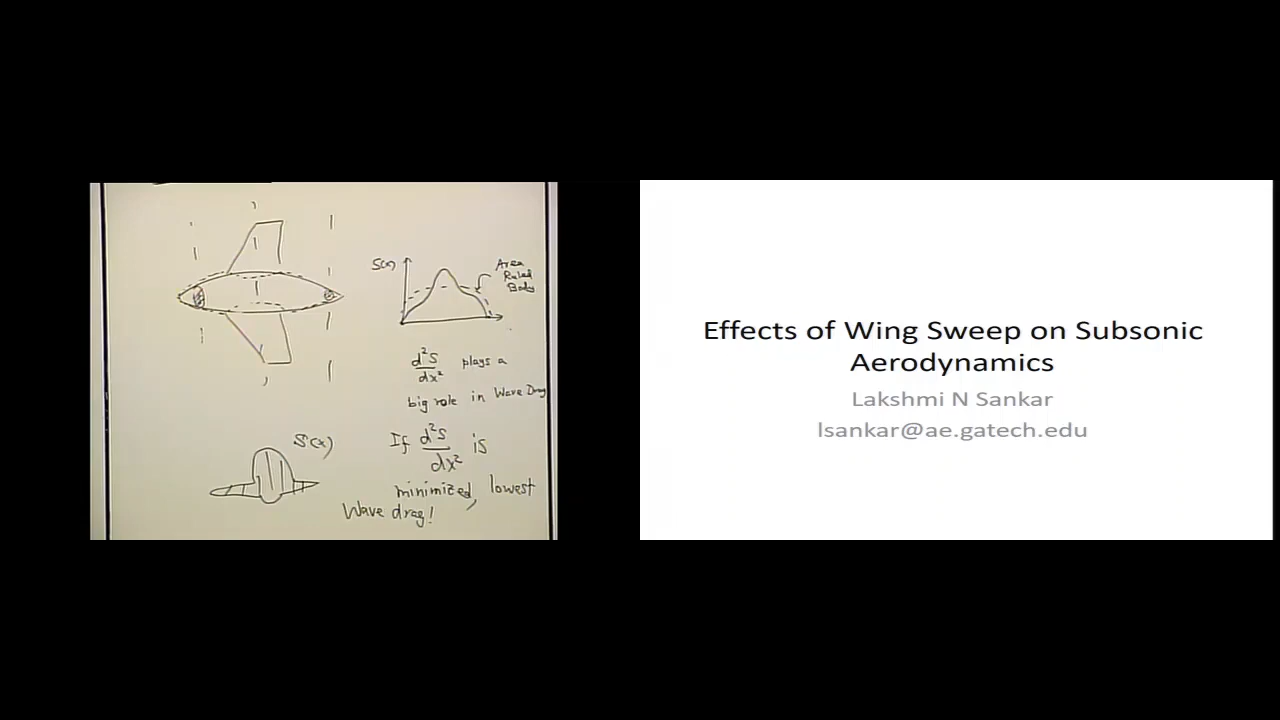 S(x)
Area
Ruled
Body
d²S
dx²
plays a
big role in Wave Drag
If d²S
dx²
is
minimized, lowest
Wave drag!
S(x)
Effects of Wing Sweep on Subsonic
Aerodynamics
Lakshmi N Sankar
lsankar@ae.gatech.edu